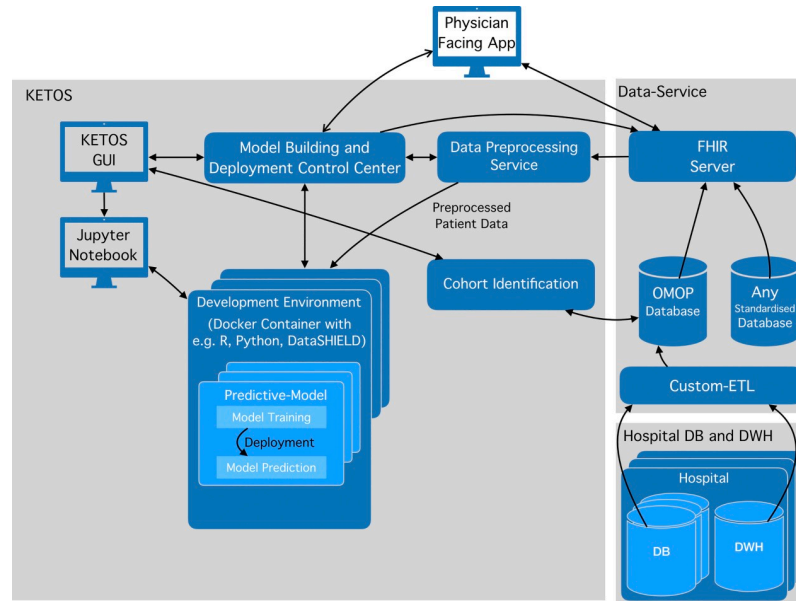 Physician
Facing App
KETOS
Data-Service
KETOS
GUI
Model Building and
Deployment Control Center
Data Preprocessing
Service
FHIR
Server
Preprocessed
Patient Data
Jupyter
Notebook
Cohort Identification
OMOP
Database
Any
Standardised
Database
Development Environment
(Docker Container with
e.g. R, Python, DataSHIELD)
Predictive-Model
Model Training
Deployment
Model Prediction
Custom-ETL
Hospital DB and DWH
Hospital
DB
DWH